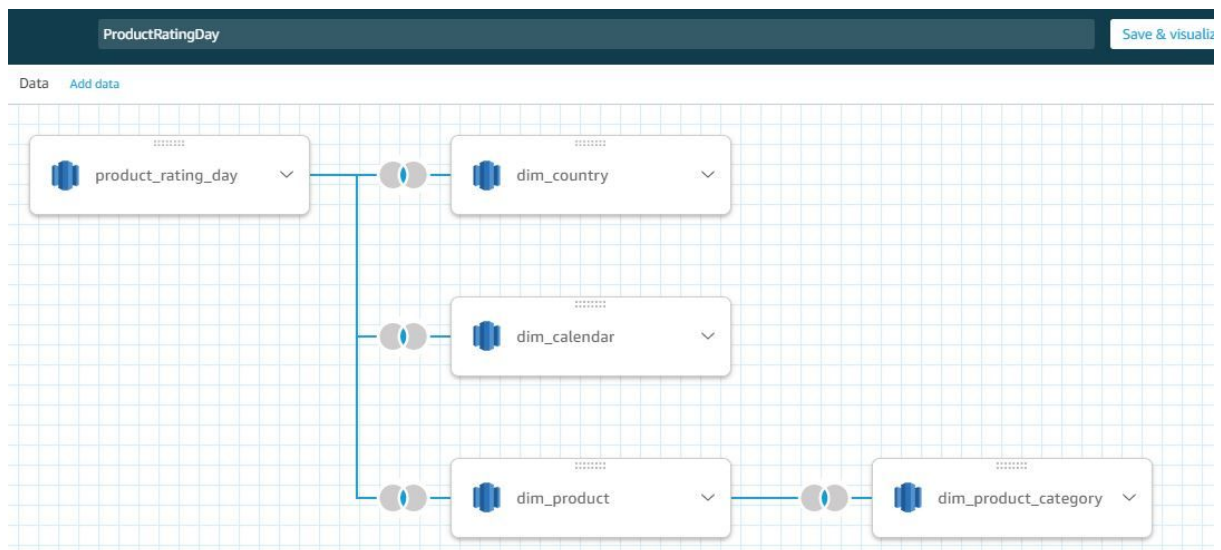 ProductRatingDay
Save & visualiz
Data Add data
product_rating_day
dim_country
dim_calendar
dim_product
dim_product_category